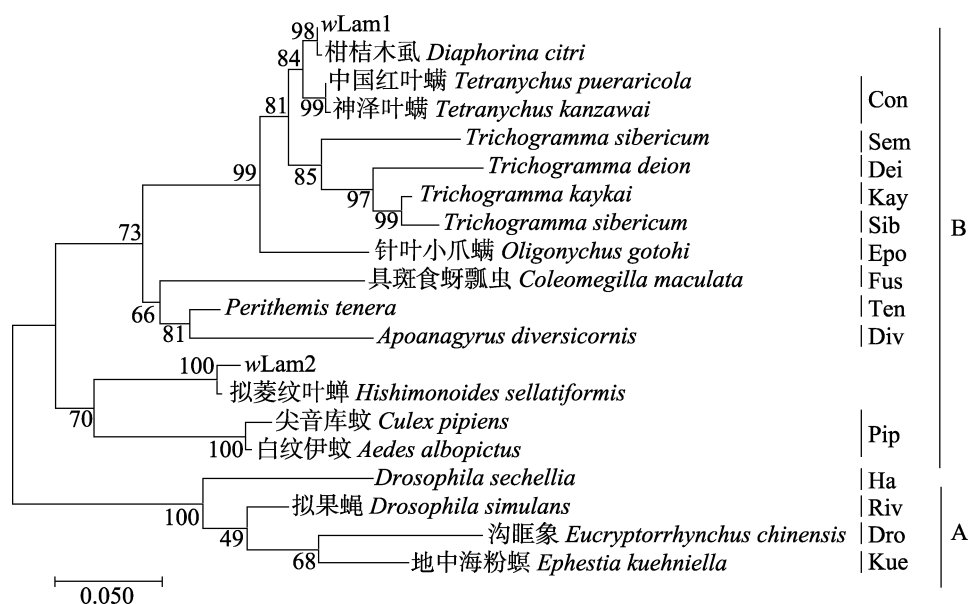 98 wLam1
柑桔木虱 Diaphorina citri
84
中国红叶螨 Tetranychus pueraricola
81 99 神泽叶螨 Tetranychus kanzawai Con
Trichogramma sibericum Sem
99 85 Trichogramma deion Dei
97 Trichogramma kaykai Kay
99 Trichogramma sibericum Sib
73 B
针叶小爪螨 Oligonychus gotohi Epo
具斑食蚜瓢虫 Coleomegilla maculata Fus
66 Perithemis tenera Ten
81 Apoanagyrus diversicornis Div
100 wLam2
拟菱纹叶蝉 Hishimonoides sellatiformis
70 尖音库蚊 Culex pipiens
Pip
100 白纹伊蚊 Aedes albopictus
Drosophila sechellia Ha
100 拟果蝇 Drosophila simulans Riv
49 沟眶象 Eucryptorrhynchus chinensis Dro A
68 地中海粉螟 Ephestia kuehniella Kue
0.050